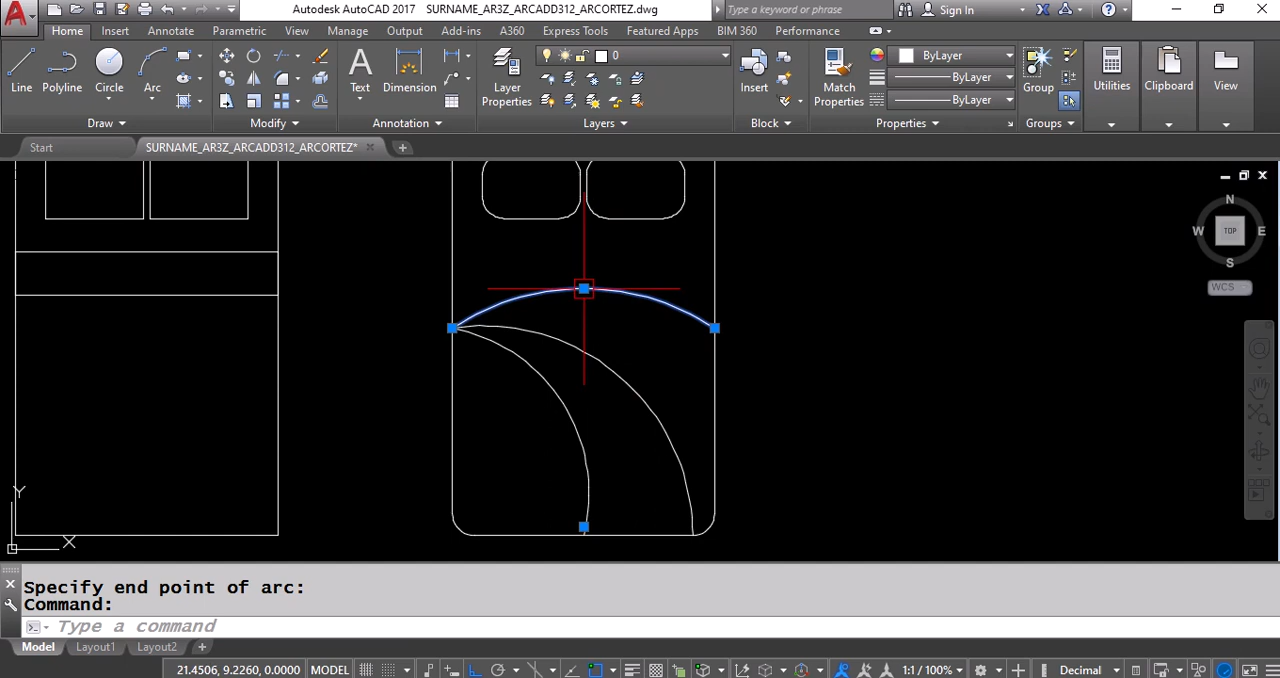 Autodesk AutoCAD 2017 SURNAME_AR3Z_ARCADD312_ARCORTEZ.dwg
Type a keyword or phrase
Sign In
Home Insert Annotate Parametric View Manage Output Add-ins A360 Express Tools Featured Apps BIM 360 Performance
Line
Polyline
Circle
Arc
Text
Dimension
Layer
Properties
0
Insert
Match
Properties
ByLayer
ByLayer
ByLayer
Group
Utilities
Clipboard
View
Draw
Modify
Annotation
Layers
Block
Properties
Groups
Start
SURNAME_AR3Z_ARCADD312_ARCORTEZ*
N
W
TOP
E
S
WCS
Y
X
Specify end point of arc:
Command:
Type a command
Model Layout1 Layout2
21.4506, 9.2260, 0.0000 MODEL
1:1 / 100%
Decimal